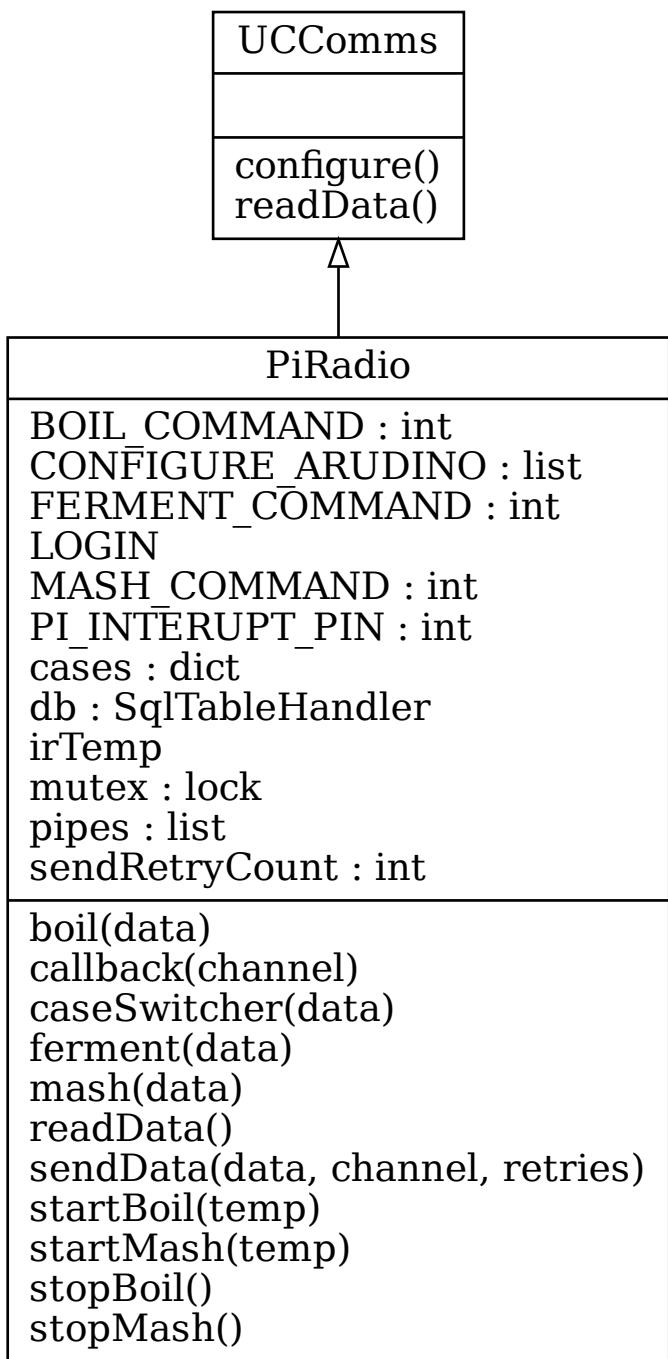 UCComms
configure()
readData()
PiRadio
BOIL_COMMAND : int
CONFIGURE_ARUDINO : list
FERMENT_COMMAND : int
LOGIN
MASH_COMMAND : int
PI_INTERUPT_PIN : int
cases : dict
db : SqlTableHandler
irTemp
mutex : lock
pipes : list
sendRetryCount : int
boil(data)
callback(channel)
caseSwitcher(data)
ferment(data)
mash(data)
readData()
sendData(data, channel, retries)
startBoil(temp)
startMash(temp)
stopBoil()
stopMash()